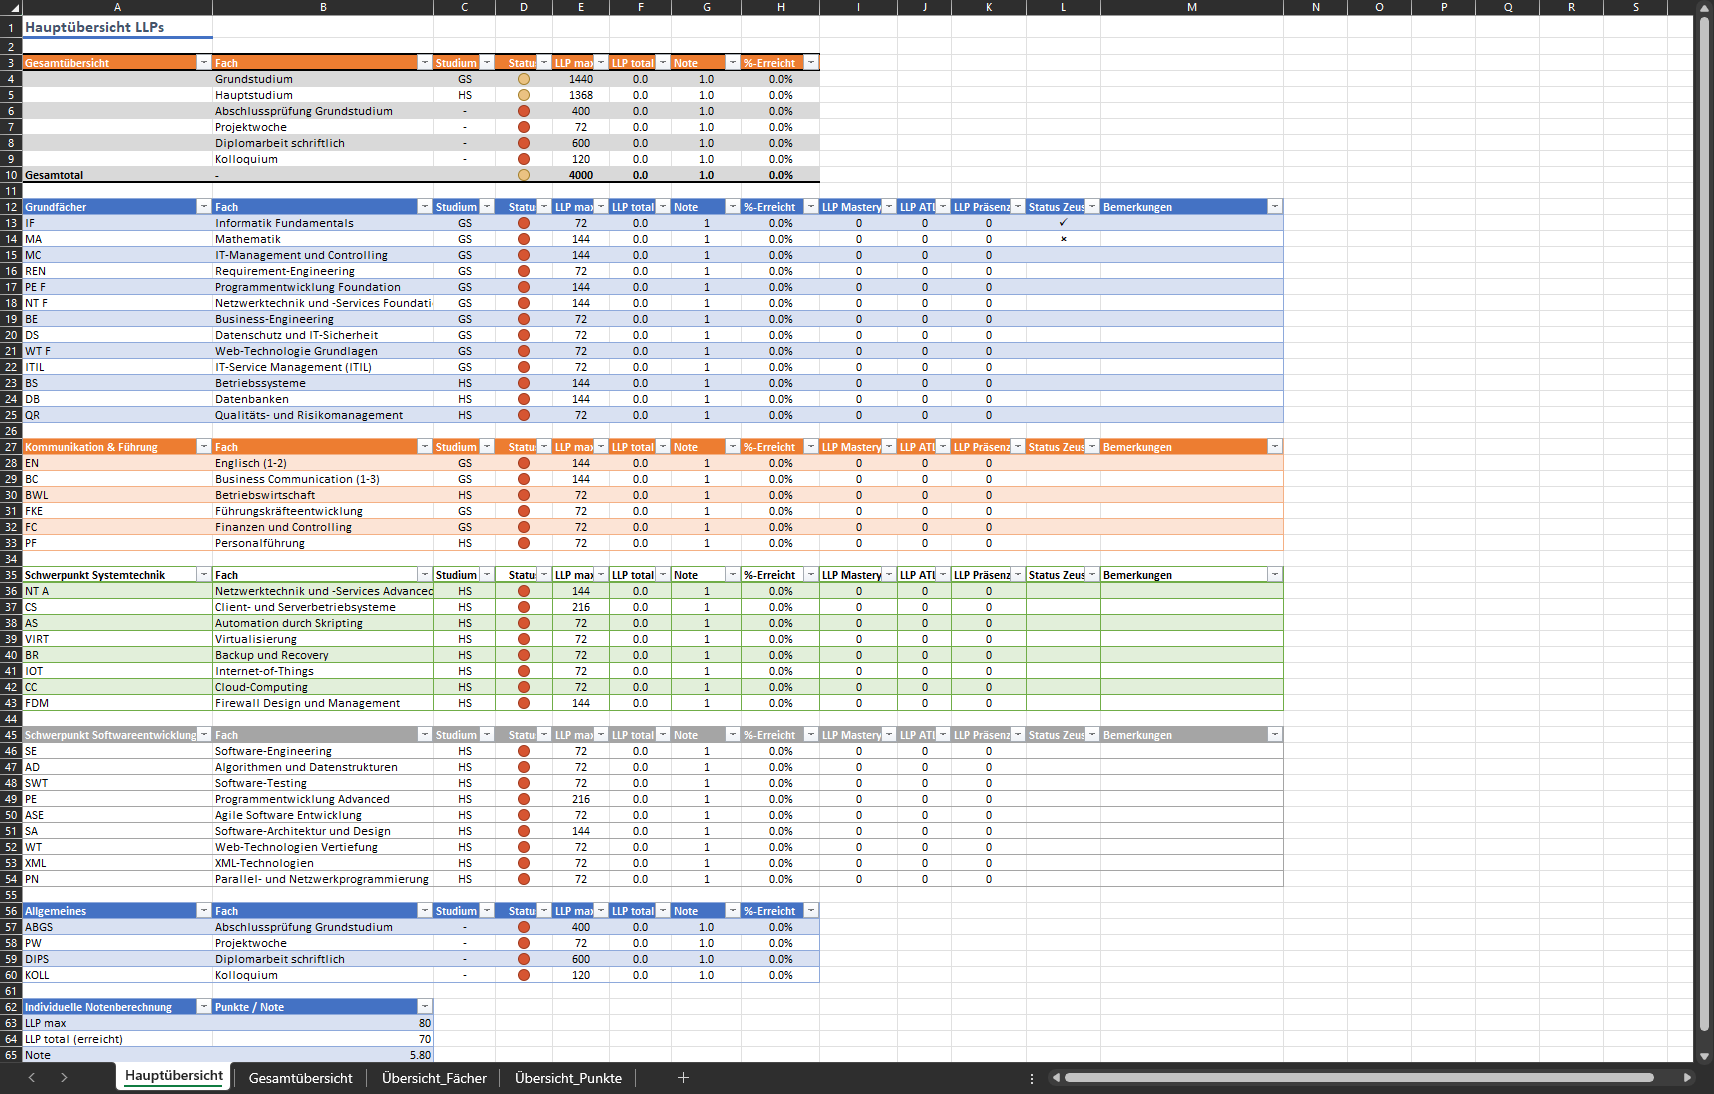 A B C D E F G H I J K L M N O P Q R S
1 Hauptübersicht LLPs
2
3 Gesamtübersicht Fach Studium Statu LLP max LLP total Note %-Erreicht
4 Grundstudium GS 1440 0.0 1.0 0.0%
5 Hauptstudium HS 1368 0.0 1.0 0.0%
6 Abschlussprüfung Grundstudium - 400 0.0 1.0 0.0%
7 Projektwoche - 72 0.0 1.0 0.0%
8 Diplomarbeit schriftlich - 600 0.0 1.0 0.0%
9 Kolloquium - 120 0.0 1.0 0.0%
10 Gesamtotal - 4000 0.0 1.0 0.0%
11
12 Grundfächer Fach Studium Statu LLP max LLP total Note %-Erreicht LLP Mastery LLP ATL LLP Präsenz Status Zeus Bemerkungen
13 IF Informatik Fundamentals GS 72 0.0 1 0.0% 0 0 0 ✓
14 MA Mathematik GS 144 0.0 1 0.0% 0 0 0 ×
15 MC IT-Management und Controlling GS 144 0.0 1 0.0% 0 0 0
16 REN Requirement-Engineering GS 72 0.0 1 0.0% 0 0 0
17 PE F Programmentwicklung Foundation GS 144 0.0 1 0.0% 0 0 0
18 NT F Netzwerktechnik und -Services Foundati GS 144 0.0 1 0.0% 0 0 0
19 BE Business-Engineering GS 72 0.0 1 0.0% 0 0 0
20 DS Datenschutz und IT-Sicherheit GS 72 0.0 1 0.0% 0 0 0
21 WT F Web-Technologie Grundlagen GS 72 0.0 1 0.0% 0 0 0
22 ITIL IT-Service Management (ITIL) GS 72 0.0 1 0.0% 0 0 0
23 BS Betriebssysteme HS 144 0.0 1 0.0% 0 0 0
24 DB Datenbanken HS 144 0.0 1 0.0% 0 0 0
25 QR Qualitäts- und Risikomanagement HS 72 0.0 1 0.0% 0 0 0
26
27 Kommunikation & Führung Fach Studium Statu LLP max LLP total Note %-Erreicht LLP Mastery LLP ATL LLP Präsenz Status Zeus Bemerkungen
28 EN Englisch (1-2) GS 144 0.0 1 0.0% 0 0 0
29 BC Business Communication (1-3) GS 144 0.0 1 0.0% 0 0 0
30 BWL Betriebswirtschaft HS 72 0.0 1 0.0% 0 0 0
31 FKE Führungskräfteentwicklung GS 72 0.0 1 0.0% 0 0 0
32 FC Finanzen und Controlling GS 72 0.0 1 0.0% 0 0 0
33 PF Personalführung HS 72 0.0 1 0.0% 0 0 0
34
35 Schwerpunkt Systemtechnik Fach Studium Statu LLP max LLP total Note %-Erreicht LLP Mastery LLP ATL LLP Präsenz Status Zeus Bemerkungen
36 NT A Netzwerktechnik und -Services Advanced HS 144 0.0 1 0.0% 0 0 0
37 CS Client- und Serverbetriebsysteme HS 216 0.0 1 0.0% 0 0 0
38 AS Automation durch Skripting HS 72 0.0 1 0.0% 0 0 0
39 VIRT Virtualisierung HS 72 0.0 1 0.0% 0 0 0
40 BR Backup und Recovery HS 72 0.0 1 0.0% 0 0 0
41 IOT Internet-of-Things HS 72 0.0 1 0.0% 0 0 0
42 CC Cloud-Computing HS 72 0.0 1 0.0% 0 0 0
43 FDM Firewall Design und Management HS 144 0.0 1 0.0% 0 0 0
44
45 Schwerpunkt Softwareentwicklung Fach Studium Statu LLP max LLP total Note %-Erreicht LLP Mastery LLP ATL LLP Präsenz Status Zeus Bemerkungen
46 SE Software-Engineering HS 72 0.0 1 0.0% 0 0 0
47 AD Algorithmen und Datenstrukturen HS 72 0.0 1 0.0% 0 0 0
48 SWT Software-Testing HS 72 0.0 1 0.0% 0 0 0
49 PE Programmentwicklung Advanced HS 216 0.0 1 0.0% 0 0 0
50 ASE Agile Software Entwicklung HS 72 0.0 1 0.0% 0 0 0
51 SA Software-Architektur und Design HS 144 0.0 1 0.0% 0 0 0
52 WT Web-Technologien Vertiefung HS 72 0.0 1 0.0% 0 0 0
53 XML XML-Technologien HS 72 0.0 1 0.0% 0 0 0
54 PN Parallel- und Netzwerkprogrammierung HS 72 0.0 1 0.0% 0 0 0
55
56 Allgemeines Fach Studium Statu LLP max LLP total Note %-Erreicht
57 ABGS Abschlussprüfung Grundstudium - 400 0.0 1.0 0.0%
58 PW Projektwoche - 72 0.0 1.0 0.0%
59 DIPS Diplomarbeit schriftlich - 600 0.0 1.0 0.0%
60 KOLL Kolloquium - 120 0.0 1.0 0.0%
61
62 Individuelle Notenberechnung Punkte / Note
63 LLP max 80
64 LLP total (erreicht) 70
65 Note 5.80
Hauptübersicht Gesamtübersicht Übersicht_Fächer Übersicht_Punkte